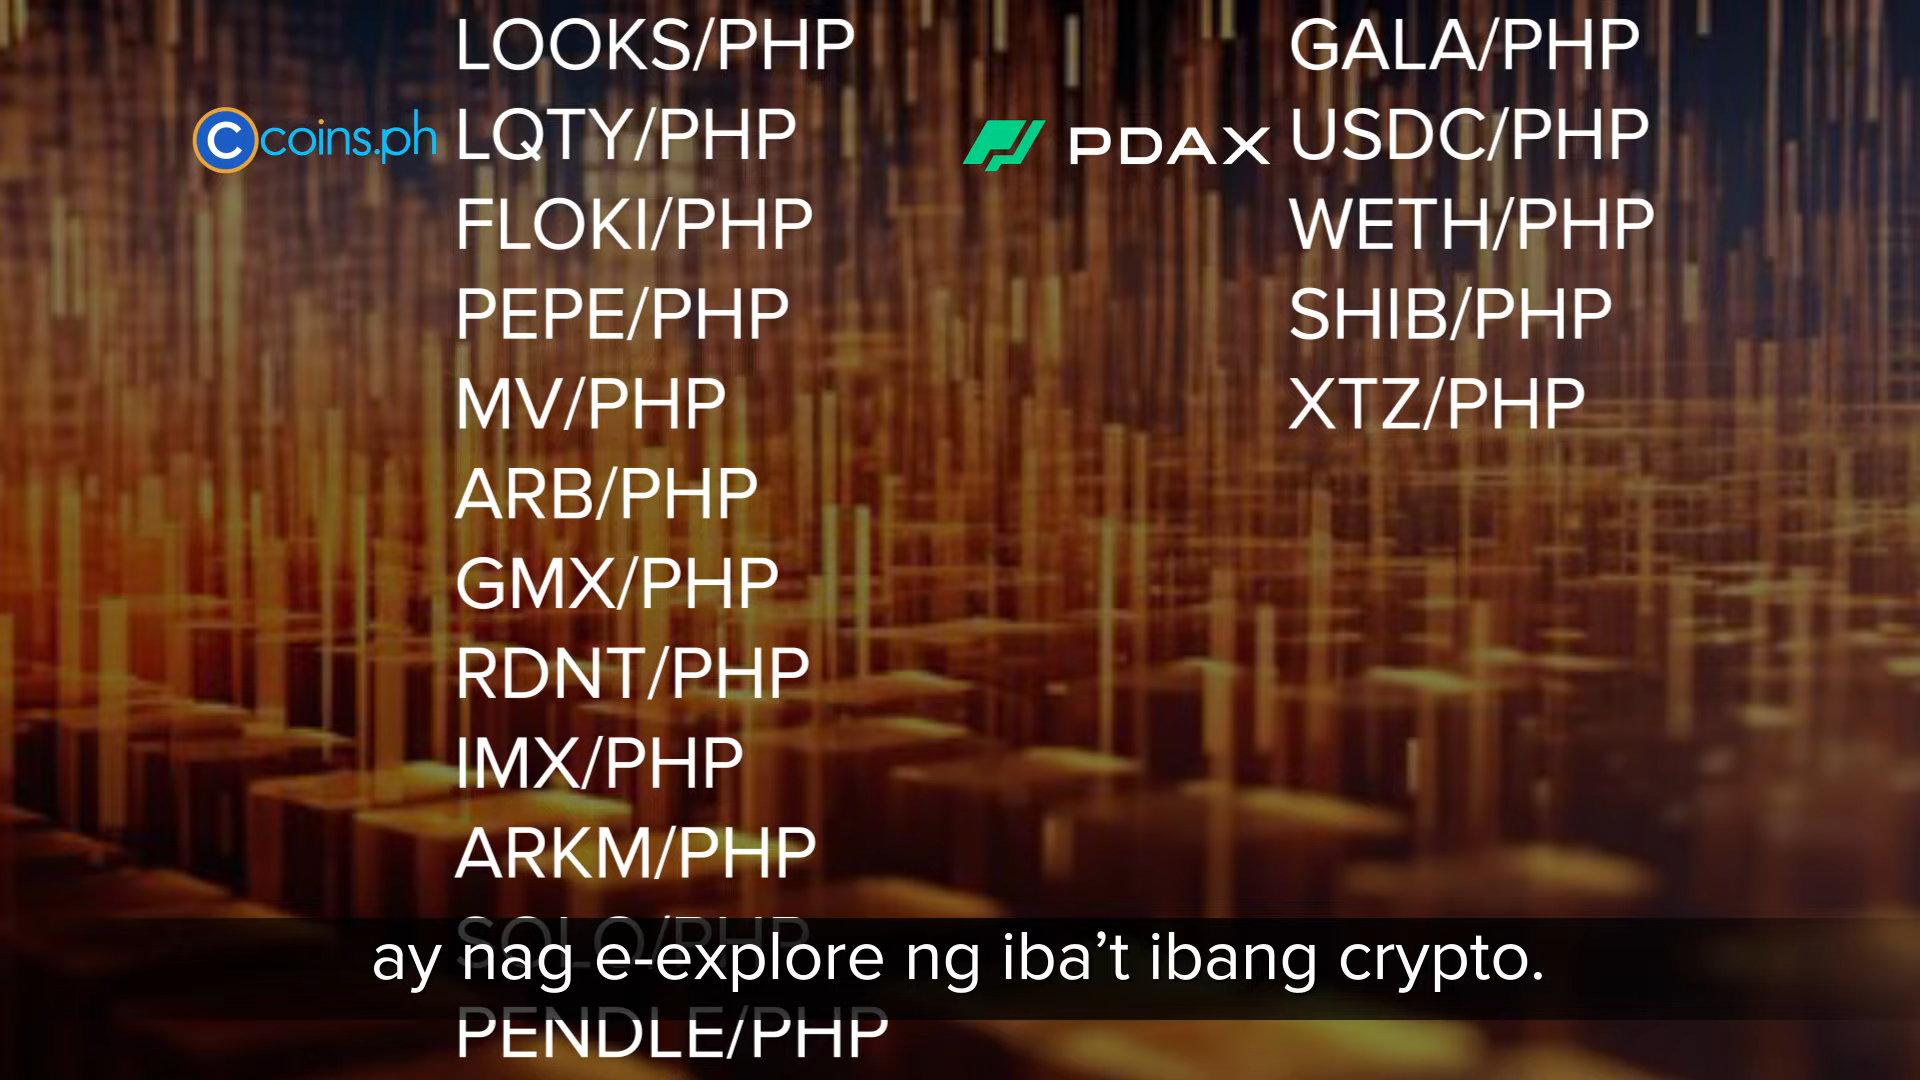 LOOKS/PHP
coins.ph
LQTY/PHP
FLOKI/PHP
PEPE/PHP
MV/PHP
ARB/PHP
GMX/PHP
RDNT/PHP
IMX/PHP
ARKM/PHP
SOLO/PHP
PENDLE/PHP
GALA/PHP
PDAX
USDC/PHP
WETH/PHP
SHIB/PHP
XTZ/PHP
ay nag e-explore ng iba’t ibang crypto.